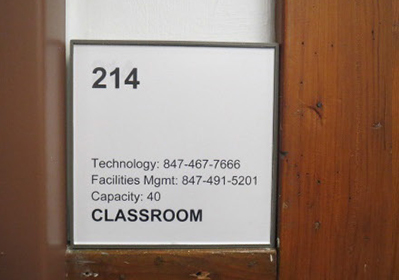 214
Technology: 847-467-7666
Facilities Mgmt: 847-491-5201
Capacity: 40
CLASSROOM